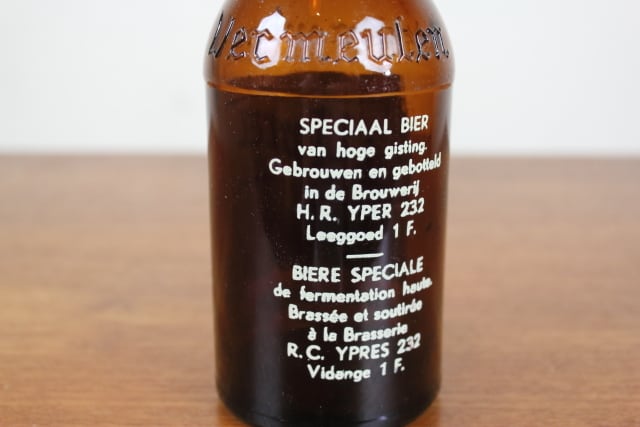 Vermeulen
SPECIAAL BIER
van hoge gisting.
Gebrouwen en gebotteld
in de Brouwerij
H. R. YPER 232
Leeggoed 1 F.
BIERE SPECIALE
de fermentation haute.
Brassée et soutirée
à la Brasserie
R. C. YPRES 232
Vidange 1 F.